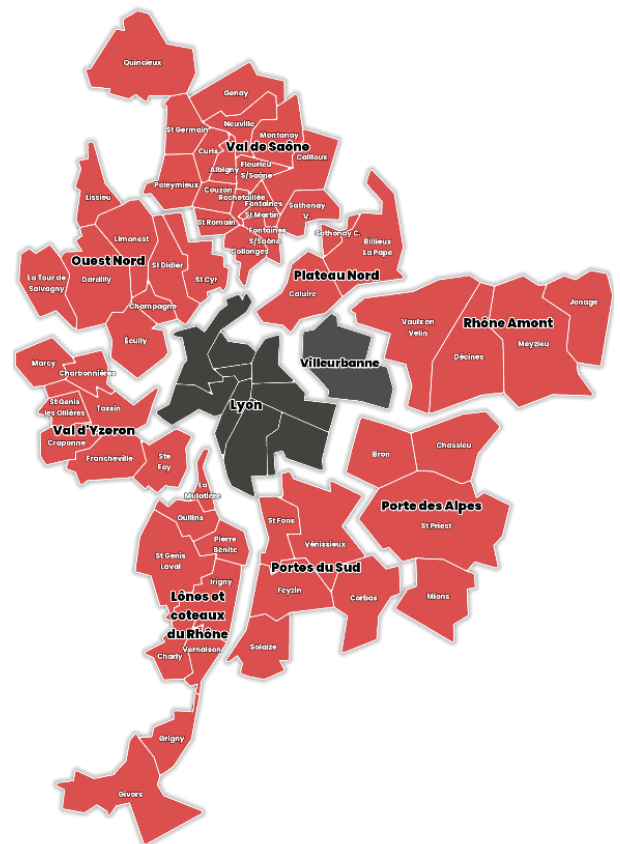 Quincieux
Genay
St Germain
Neuville
Montanay
Val de Saône
Curis
Cailloux
Albigny
Fleurieu
S/Saône
Poleymieux
Couzon
Rochetaillée
Fontaines
St Martin
Sathonay
V.
St Romain
Fontaines
S/Saône
Collonges
Lissieu
Limonest
Ouest Nord
St Didier
La Tour de
Salvagny
Dardilly
St Cyr
Champagne
Écully
Sathonay C.
Rillieux
La Pape
Plateau Nord
Caluire
Jonage
Vaulx en
Velin
Rhône Amont
Meyzieu
Décines
Villeurbanne
Lyon
Marcy
Charbonnières
St Genis
les Ollières
Tassin
Val d'Yzeron
Craponne
Francheville
Ste
Foy
Bron
Chassieu
Porte des Alpes
St Priest
Mions
La
Mulatière
Oullins
Pierre
Bénite
St Genis
Laval
Irigny
Lônes et
coteaux
du Rhône
Charly
Vernaison
St Fons
Vénissieux
Portes du Sud
Feyzin
Corbas
Solaize
Grigny
Givors